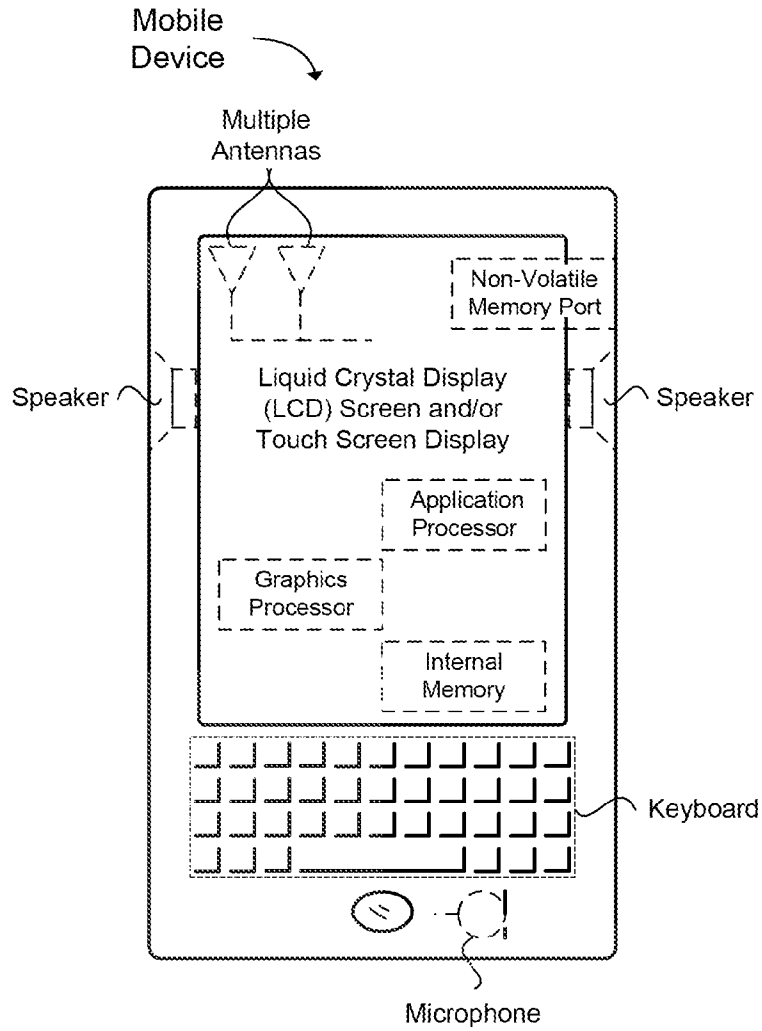 Mobile
Device
Multiple
Antennas
Non-Volatile
Memory Port
Speaker
Liquid Crystal Display
(LCD) Screen and/or
Touch Screen Display
Speaker
Application
Processor
Graphics
Processor
Internal
Memory
Keyboard
Microphone